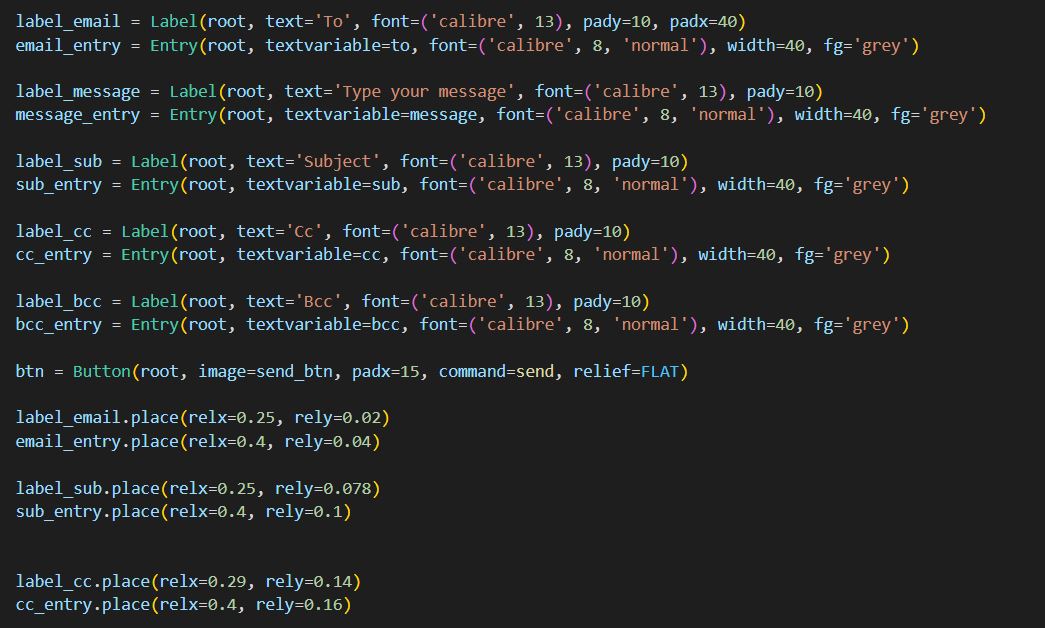 label_email = Label(root, text='To', font=('calibre', 13), pady=10, padx=40)
email_entry = Entry(root, textvariable=to, font=('calibre', 8, 'normal'), width=40, fg='grey')
label_message = Label(root, text='Type your message', font=('calibre', 13), pady=10)
message_entry = Entry(root, textvariable=message, font=('calibre', 8, 'normal'), width=40, fg='grey')
label_sub = Label(root, text='Subject', font=('calibre', 13), pady=10)
sub_entry = Entry(root, textvariable=sub, font=('calibre', 8, 'normal'), width=40, fg='grey')
label_cc = Label(root, text='Cc', font=('calibre', 13), pady=10)
cc_entry = Entry(root, textvariable=cc, font=('calibre', 8, 'normal'), width=40, fg='grey')
label_bcc = Label(root, text='Bcc', font=('calibre', 13), pady=10)
bcc_entry = Entry(root, textvariable=bcc, font=('calibre', 8, 'normal'), width=40, fg='grey')
btn = Button(root, image=send_btn, padx=15, command=send, relief=FLAT)
label_email.place(relx=0.25, rely=0.02)
email_entry.place(relx=0.4, rely=0.04)
label_sub.place(relx=0.25, rely=0.078)
sub_entry.place(relx=0.4, rely=0.1)
label_cc.place(relx=0.29, rely=0.14)
cc_entry.place(relx=0.4, rely=0.16)